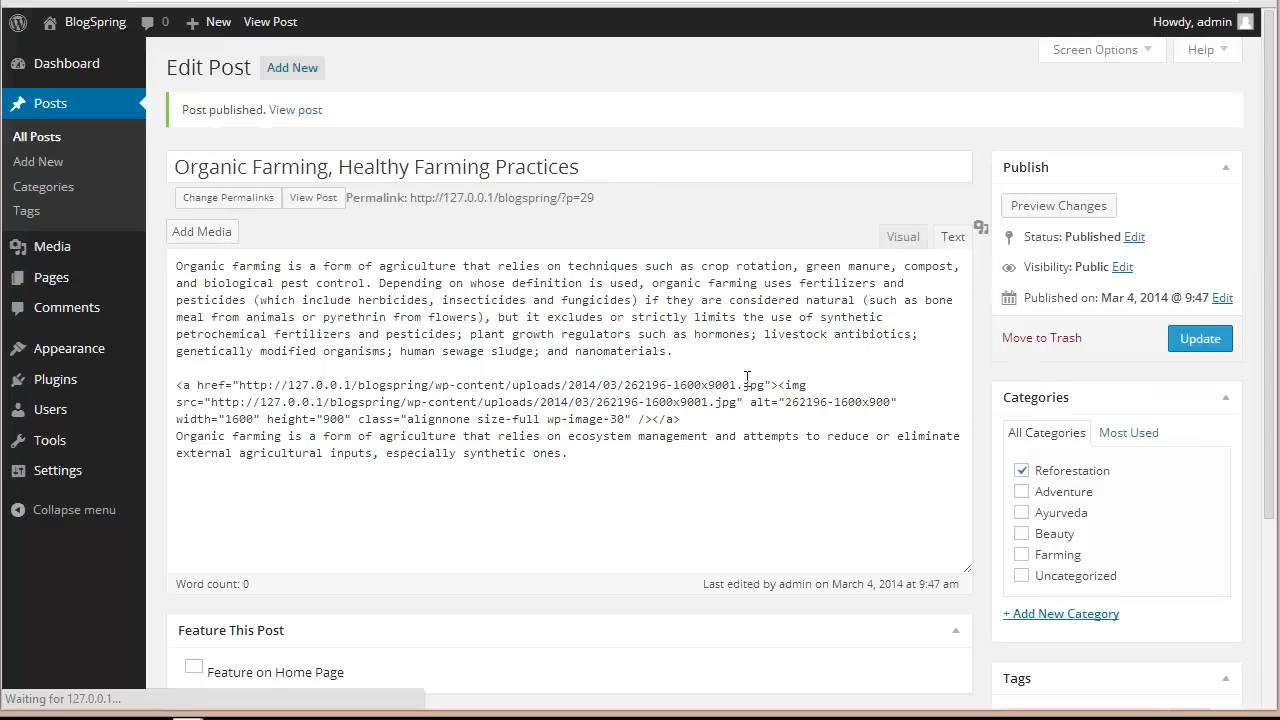 BlogSpring 0 New View Post Howdy, admin
Screen Options Help
Dashboard
Posts
All Posts
Add New
Categories
Tags
Media
Pages
Comments
Appearance
Plugins
Users
Tools
Settings
Collapse menu
Edit Post Add New
Post published. View post
Organic Farming, Healthy Farming Practices
Change Permalinks View Post Permalink: http://127.0.0.1/blogspring/?p=29
Add Media
Visual Text
Organic farming is a form of agriculture that relies on techniques such as crop rotation, green manure, compost,
and biological pest control. Depending on whose definition is used, organic farming uses fertilizers and
pesticides (which include herbicides, insecticides and fungicides) if they are considered natural (such as bone
meal from animals or pyrethrin from flowers), but it excludes or strictly limits the use of synthetic
petrochemical fertilizers and pesticides; plant growth regulators such as hormones; livestock antibiotics;
genetically modified organisms; human sewage sludge; and nanomaterials.
<a href="http://127.0.0.1/blogspring/wp-content/uploads/2014/03/262196-1600x9001.jpg"><img
src="http://127.0.0.1/blogspring/wp-content/uploads/2014/03/262196-1600x9001.jpg" alt="262196-1600x900"
width="1600" height="900" class="alignnone size-full wp-image-30" /></a>
Organic farming is a form of agriculture that relies on ecosystem management and attempts to reduce or eliminate
external agricultural inputs, especially synthetic ones.
Word count: 0 Last edited by admin on March 4, 2014 at 9:47 am
Feature This Post
Feature on Home Page
Publish
Preview Changes
Status: Published Edit
Visibility: Public Edit
Published on: Mar 4, 2014 @ 9:47 Edit
Move to Trash Update
Categories
All Categories Most Used
Reforestation
Adventure
Ayurveda
Beauty
Farming
Uncategorized
+ Add New Category
Tags
Waiting for 127.0.0.1...